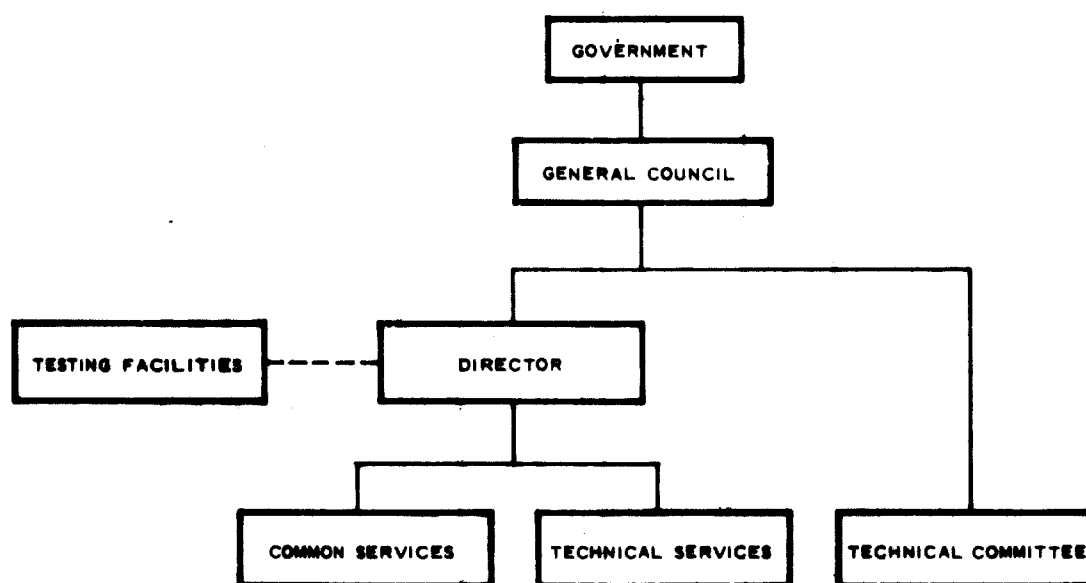 GOVERNMENT
GENERAL COUNCIL
TESTING FACILITIES
DIRECTOR
COMMON SERVICES
TECHNICAL SERVICES
TECHNICAL COMMITTEE